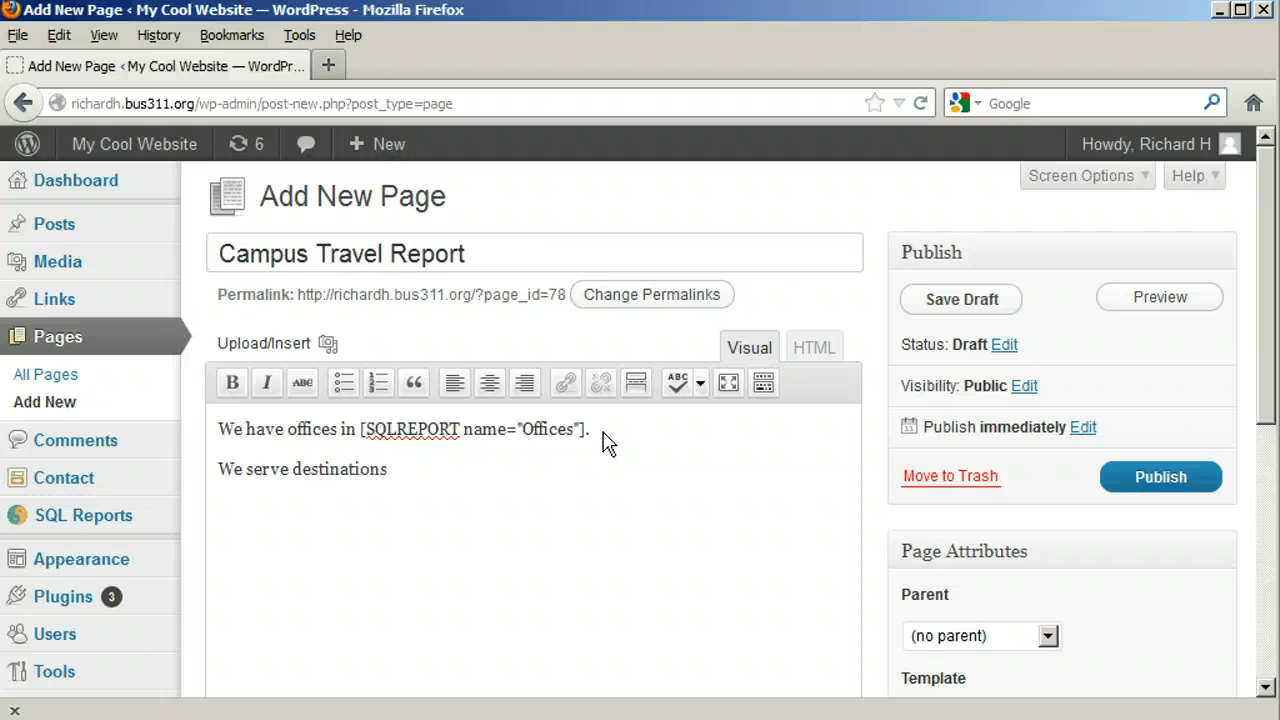 Add New Page ‹ My Cool Website — WordPress - Mozilla Firefox
File Edit View History Bookmarks Tools Help
Add New Page ‹ My Cool Website — WordPr... +
richardh.bus311.org/wp-admin/post-new.php?post_type=page Google
My Cool Website 6 + New Howdy, Richard H
Screen Options Help
Dashboard
Posts
Media
Links
Pages
All Pages
Add New
Comments
Contact
SQL Reports
Appearance
Plugins 3
Users
Tools
Add New Page
Campus Travel Report
Permalink: http://richardh.bus311.org/?page_id=78 Change Permalinks
Upload/Insert Visual HTML
B I ABC ABC
We have offices in [SQLREPORT name="Offices"].
We serve destinations
Publish
Save Draft Preview
Status: Draft Edit
Visibility: Public Edit
Publish immediately Edit
Move to Trash Publish
Page Attributes
Parent
(no parent)
Template